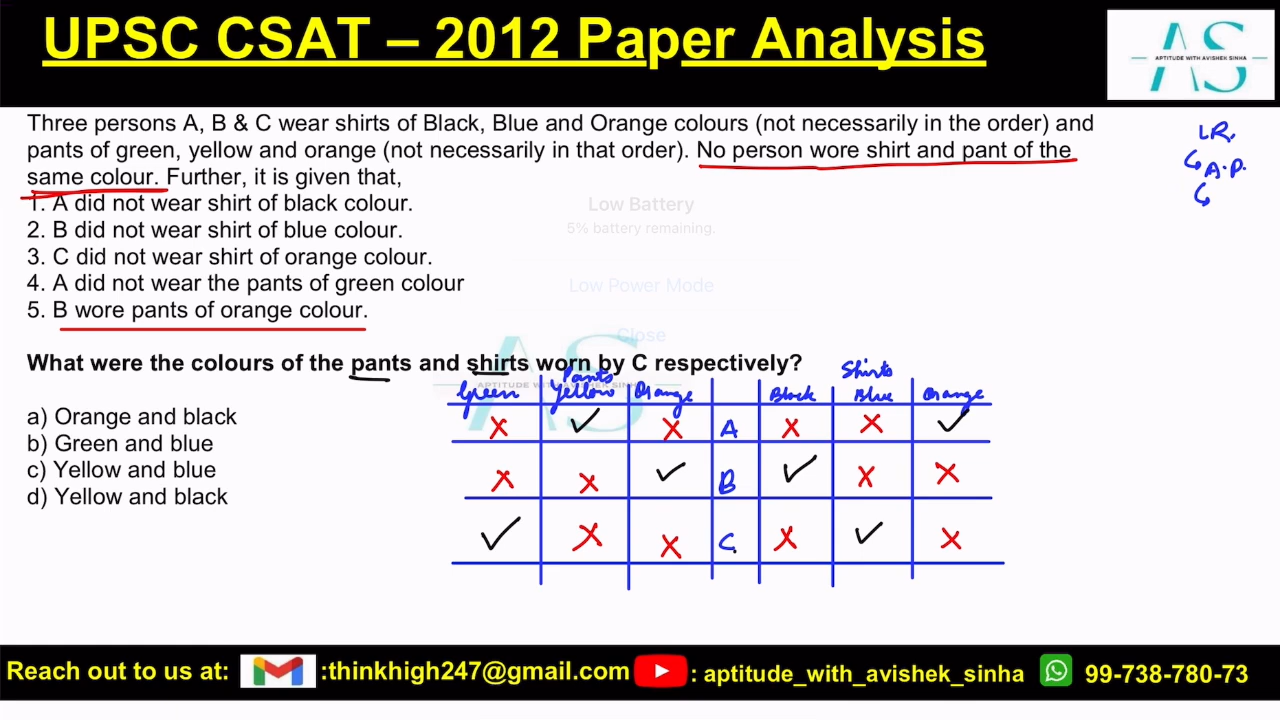 UPSC CSAT – 2012 Paper Analysis
AS
APTITUDE WITH AVISHEK SINHA
Three persons A, B & C wear shirts of Black, Blue and Orange colours (not necessarily in the order) and
pants of green, yellow and orange (not necessarily in that order). No person wore shirt and pant of the
same colour. Further, it is given that,
1. A did not wear shirt of black colour.
2. B did not wear shirt of blue colour.
3. C did not wear shirt of orange colour.
4. A did not wear the pants of green colour
5. B wore pants of orange colour.
LR.
A.P.
Low Battery
5% battery remaining.
Low Power Mode
Close
What were the colours of the pants and shirts worn by C respectively?
APTITUDE WITH AVISHEK SINHA
a) Orange and black
b) Green and blue
c) Yellow and blue
d) Yellow and black
Pants Shirts
Green Yellow Orange Black Blue Orange
✗ ✓ ✗ A ✗ ✗ ✓
✗ ✗ ✓ B ✓ ✗ ✗
✓ ✗ ✗ C ✗ ✓ ✗
Reach out to us at: :thinkhigh247@gmail.com : aptitude_with_avishek_sinha 99-738-780-73